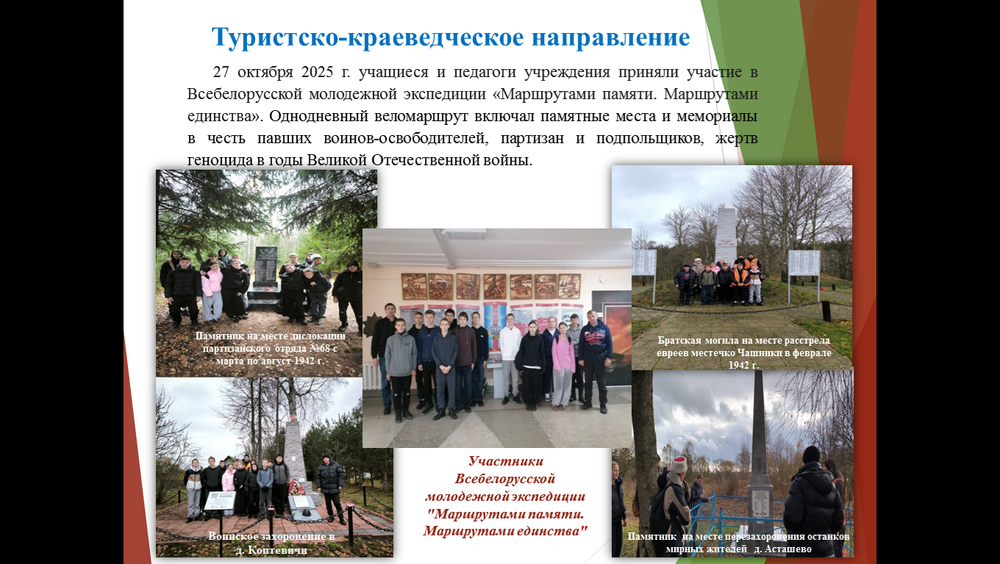 Туристско-краеведческое направление
27 октября 2025 г. учащиеся и педагоги учреждения приняли участие в
Всебелорусской молодежной экспедиции «Маршрутами памяти. Маршрутами
единства». Однодневный веломаршрут включал памятные места и мемориалы
в честь павших воинов-освободителей, партизан и подпольщиков, жертв
геноцида в годы Великой Отечественной войны.
Памятник на месте дислокации
партизанского отряда №68 с
марта по август 1942 г.
Братская могила на месте расстрела
евреев местечко Чашники в феврале
1942 г.
Воинское захоронение в
д. Коптевичи
Участники
Всебелорусской
молодежной экспедиции
"Маршрутами памяти.
Маршрутами единства"
Памятник на месте перезахоронения останков
мирных жителей д. Асташево